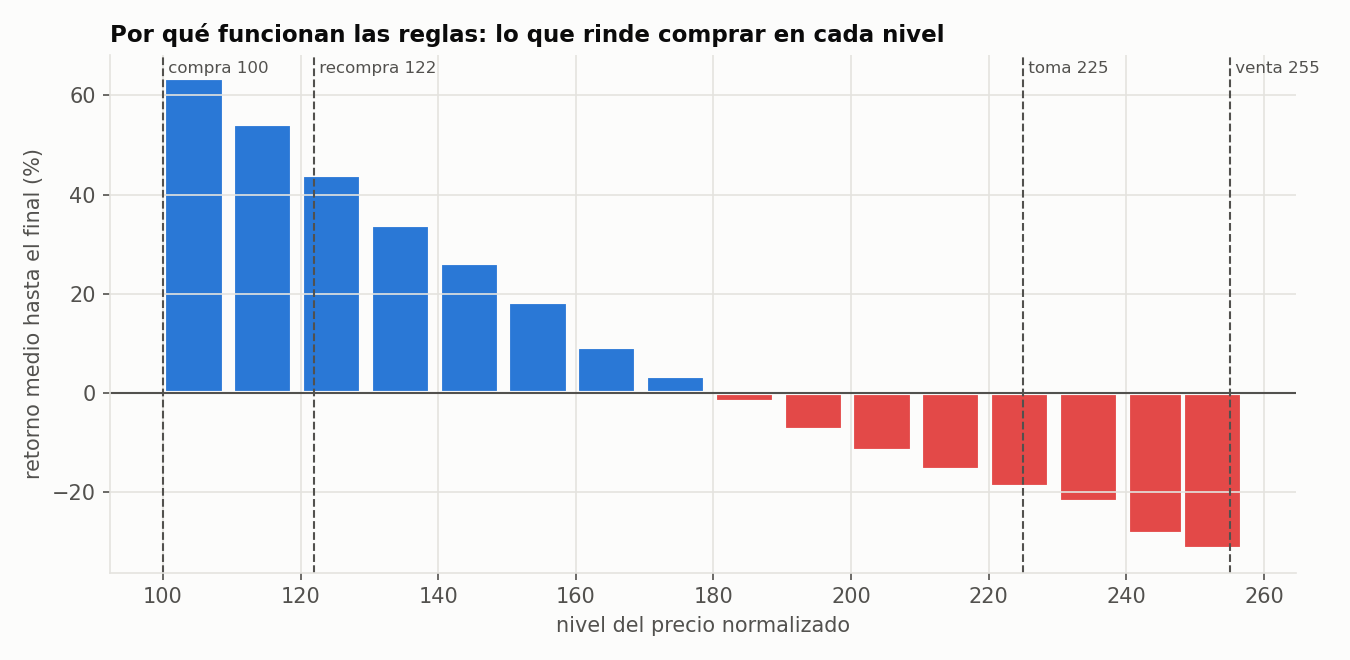 Por qué funcionan las reglas: lo que rinde comprar en cada nivel
compra 100
recompra 122
toma 225
venta 255
60
40
20
0
−20
retorno medio hasta el final (%)
100
120
140
160
180
200
220
240
260
nivel del precio normalizado